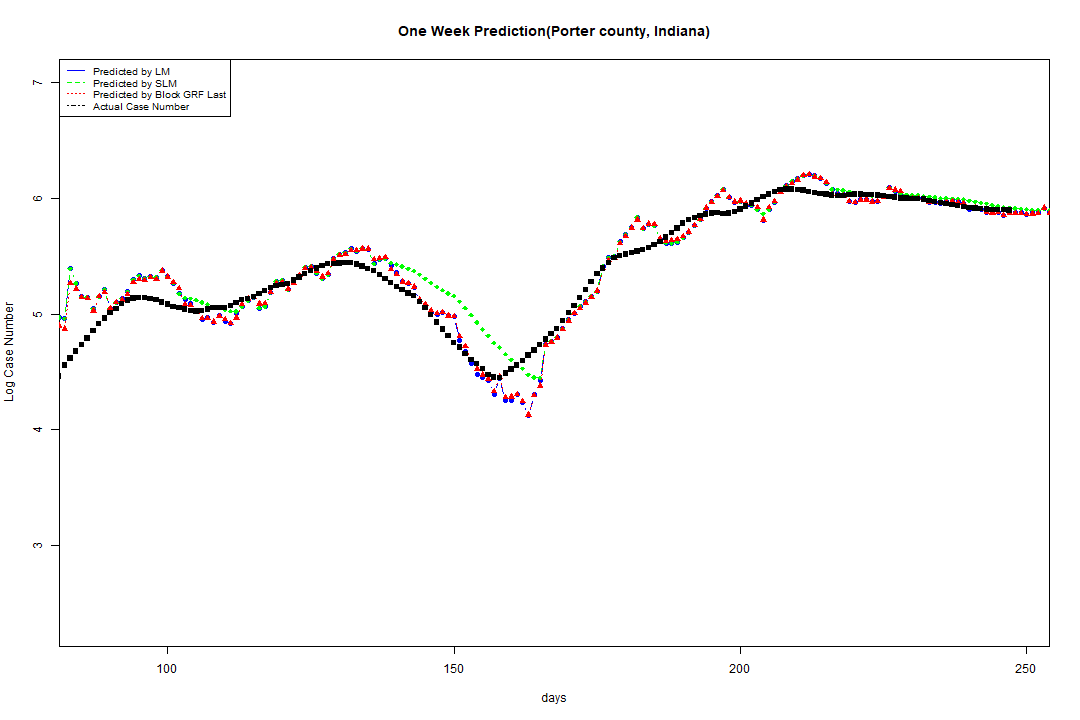 One Week Prediction(Porter county, Indiana)
Predicted by LM
Predicted by SLM
Predicted by Block GRF Last
Actual Case Number
7
6
5
4
3
Log Case Number
100
150
200
250
days